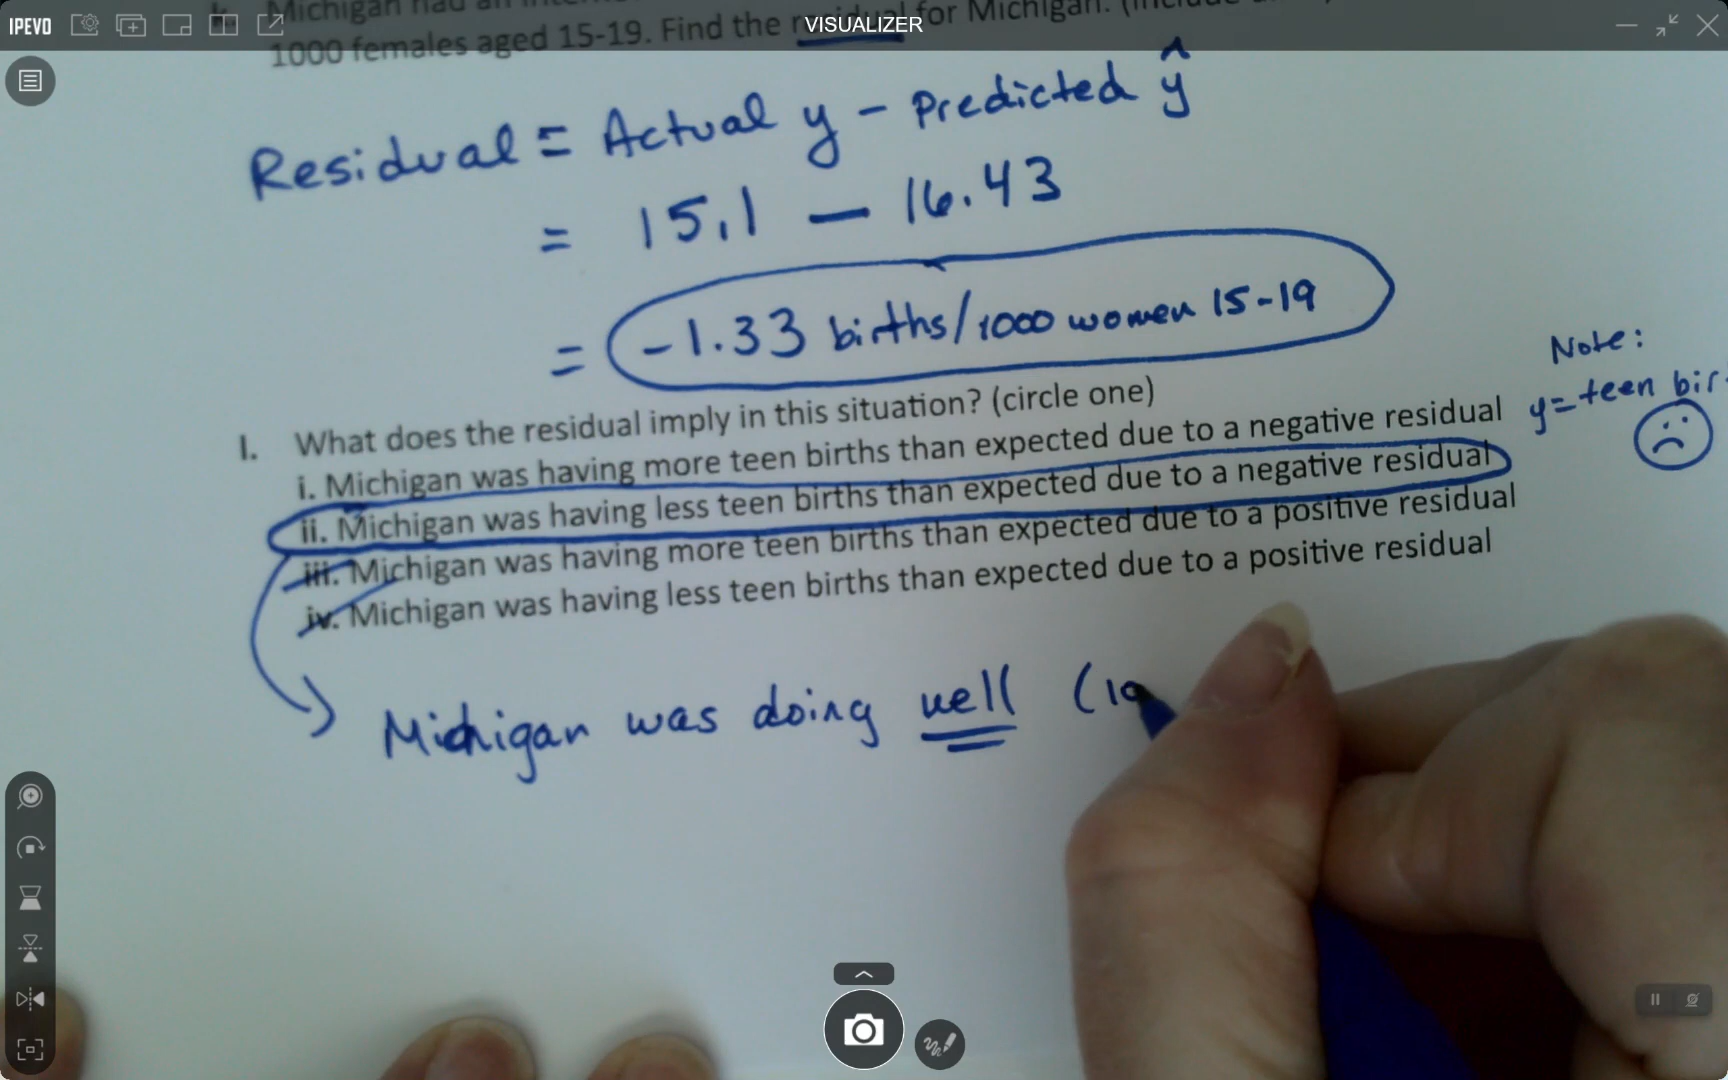 IPEVO
VISUALIZER
Michigan had an
1000 females aged 15-19. Find the residual for Michigan.
Residual = Actual y - Predicted ŷ
= 15.1 - 16.43
= -1.33 births/1000 women 15-19
Note:
y = teen bir
l. What does the residual imply in this situation? (circle one)
i. Michigan was having more teen births than expected due to a negative residual
ii. Michigan was having less teen births than expected due to a negative residual
iii. Michigan was having more teen births than expected due to a positive residual
iv. Michigan was having less teen births than expected due to a positive residual
Michigan was doing well (